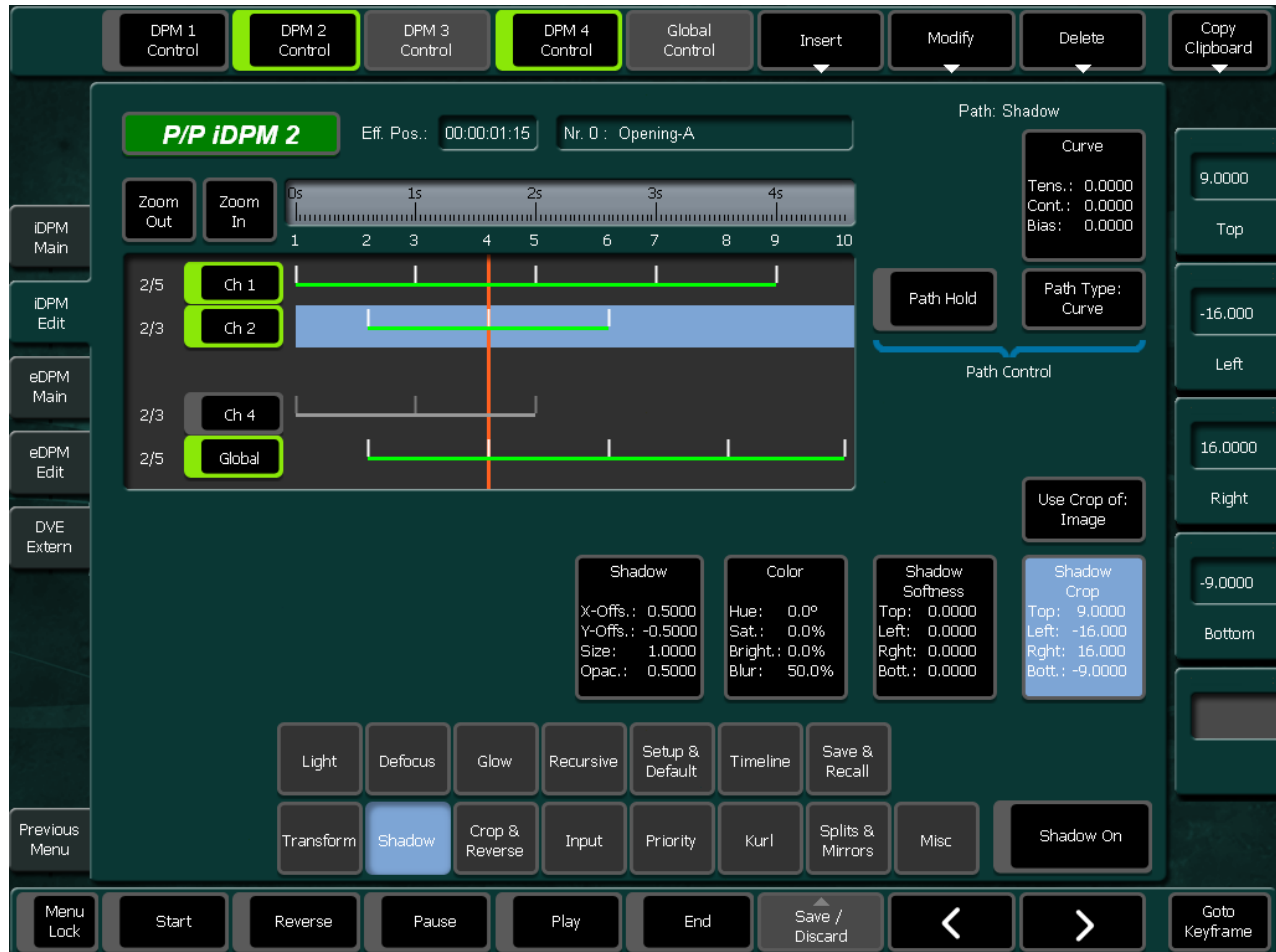 DPM 1
Control
DPM 2
Control
DPM 3
Control
DPM 4
Control
Global
Control
Insert
Modify
Delete
Copy
Clipboard
P/P iDPM 2
Eff. Pos.: 00:00:01:15
Nr. 0 : Opening-A
Path: Shadow
Curve
Tens.: 0.0000
Cont.: 0.0000
Bias: 0.0000
9.0000
Top
Zoom
Out
Zoom
In
0s 1s 2s 3s 4s
1 2 3 4 5 6 7 8 9 10
iDPM
Main
iDPM
Edit
eDPM
Main
eDPM
Edit
DVE
Extern
2/5 Ch 1
2/3 Ch 2
2/3 Ch 4
2/5 Global
Path Hold
Path Type:
Curve
Path Control
-16.000
Left
16.0000
Right
Use Crop of:
Image
-9.0000
Bottom
Shadow
X-Offs.: 0.5000
Y-Offs.: -0.5000
Size: 1.0000
Opac.: 0.5000
Color
Hue: 0.0°
Sat.: 0.0%
Bright.: 0.0%
Blur: 50.0%
Shadow
Softness
Top: 0.0000
Left: 0.0000
Rght: 0.0000
Bott.: 0.0000
Shadow
Crop
Top: 9.0000
Left: -16.000
Rght: 16.000
Bott.: -9.0000
Light
Defocus
Glow
Recursive
Setup &
Default
Timeline
Save &
Recall
Previous
Menu
Transform
Shadow
Crop &
Reverse
Input
Priority
Kurl
Splits &
Mirrors
Misc
Shadow On
Menu
Lock
Start
Reverse
Pause
Play
End
Save /
Discard
Goto
Keyframe